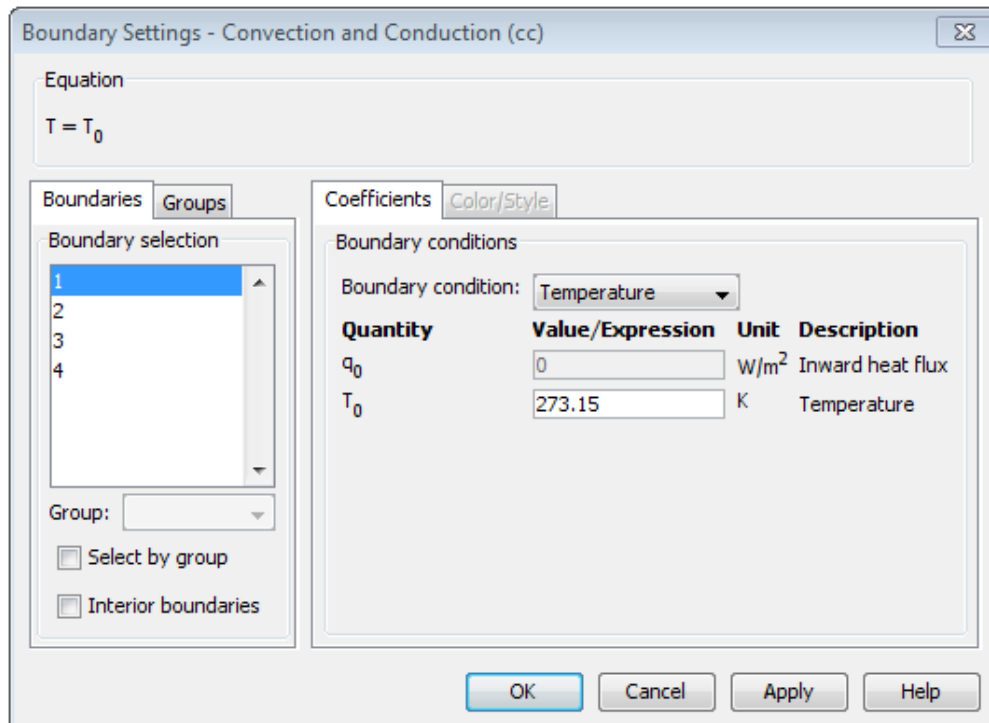 Boundary Settings - Convection and Conduction (cc)
Equation
T = T0
Boundaries Groups
Boundary selection
1
2
3
4
Group:
Select by group
Interior boundaries
Coefficients Color/Style
Boundary conditions
Boundary condition: Temperature
Quantity Value/Expression Unit Description
q0 0 W/m2 Inward heat flux
T0 273.15 K Temperature
OK Cancel Apply Help